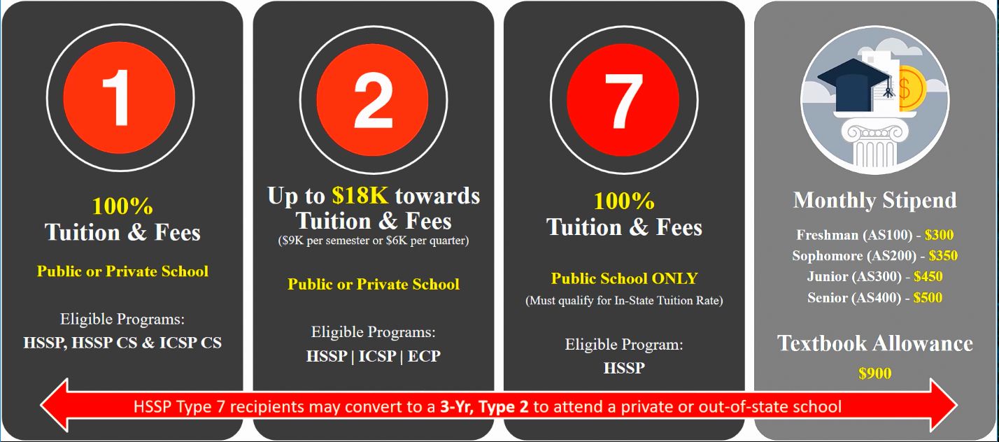 1
100%
Tuition & Fees
Public or Private School
Eligible Programs:
HSSP, HSSP CS & ICSP CS
2
Up to $18K towards
Tuition & Fees
($9K per semester or $6K per quarter)
Public or Private School
Eligible Programs:
HSSP | ICSP | ECP
7
100%
Tuition & Fees
Public School ONLY
(Must qualify for In-State Tuition Rate)
Eligible Program:
HSSP
$
Monthly Stipend
Freshman (AS100) - $300
Sophomore (AS200) - $350
Junior (AS300) - $450
Senior (AS400) - $500
Textbook Allowance
$900
HSSP Type 7 recipients may convert to a 3-Yr, Type 2 to attend a private or out-of-state school